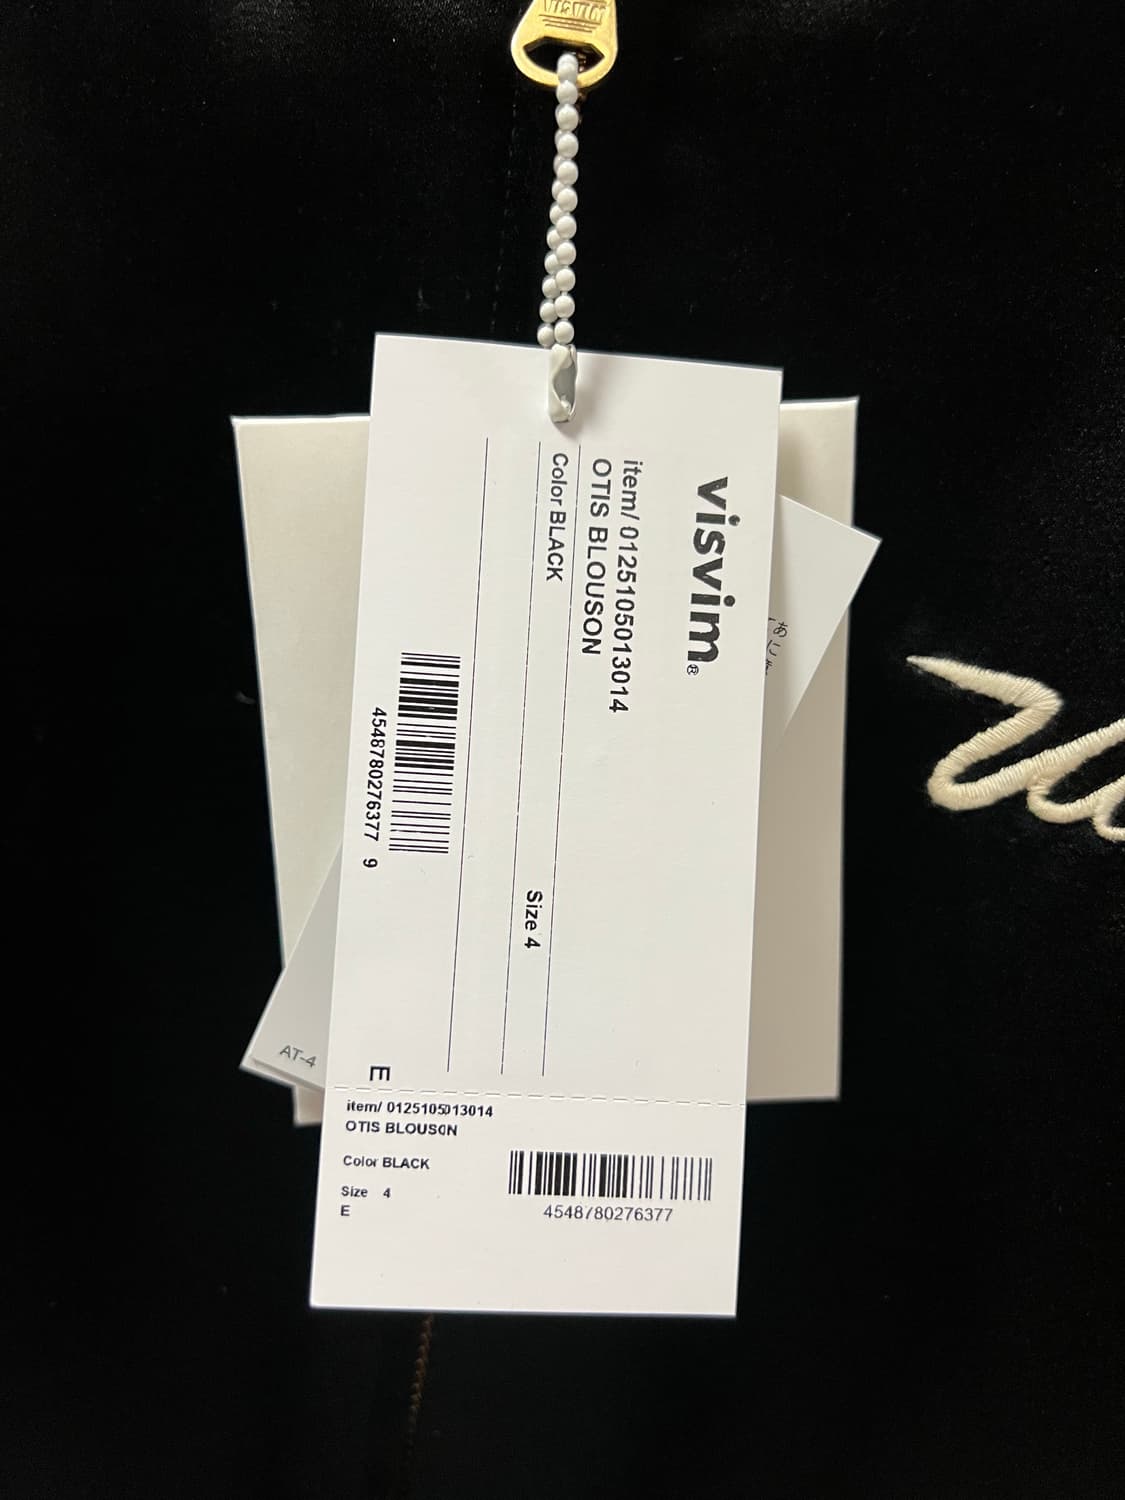 VISVIM
visvim®
item/ 0125105013014
OTIS BLOUSON
Color BLACK
Size 4
4548780276377 9
E
AT-4
item/ 0125105013014
OTIS BLOUSON
Color BLACK
Size 4
E
4548780276377